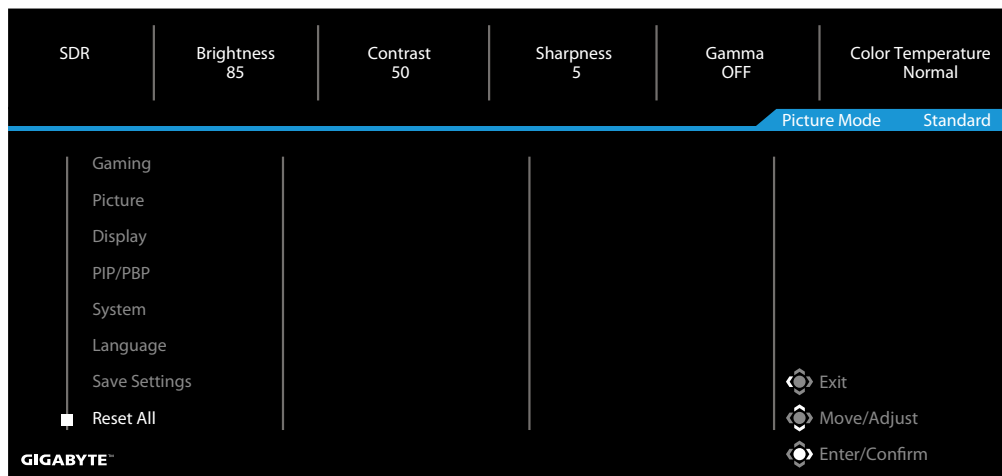 SDR
Brightness
85
Contrast
50
Sharpness
5
Gamma
OFF
Color Temperature
Normal
Picture Mode Standard
Gaming
Picture
Display
PIP/PBP
System
Language
Save Settings
Reset All
Exit
Move/Adjust
Enter/Confirm
GIGABYTE™